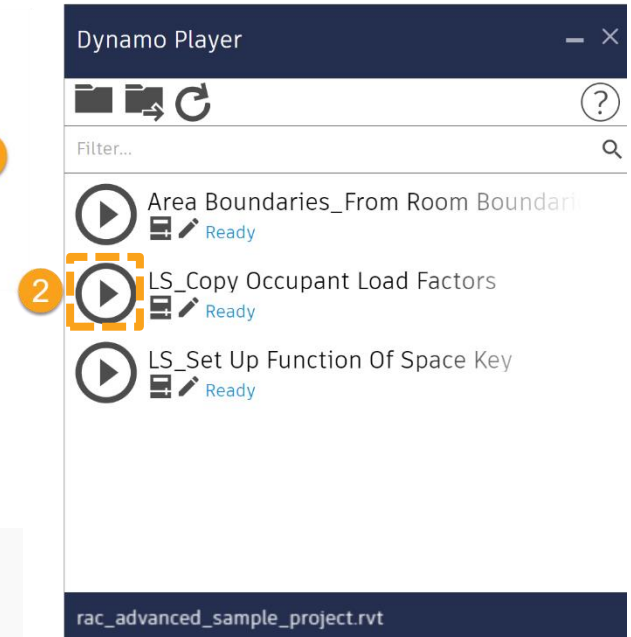 Dynamo Player
?
Filter...
Area Boundaries_From Room Boundari
Ready
2
LS_Copy Occupant Load Factors
Ready
LS_Set Up Function Of Space Key
Ready
rac_advanced_sample_project.rvt